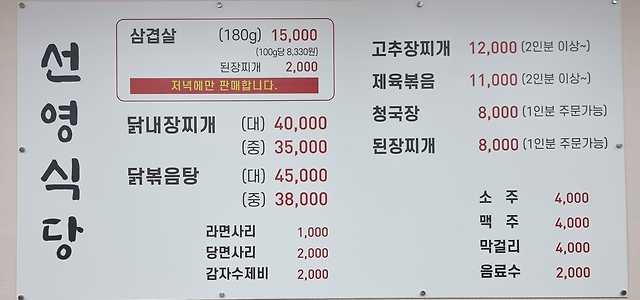 선영식당
삼겹살 (180g) 15,000
(100g당 8,330원)
된장찌개 2,000
저녁에만 판매합니다.
닭내장찌개 (대) 40,000
(중) 35,000
닭볶음탕 (대) 45,000
(중) 38,000
라면사리 1,000
당면사리 2,000
감자수제비 2,000
고추장찌개 12,000 (2인분 이상~)
제육볶음 11,000 (2인분 이상~)
청국장 8,000 (1인분 주문가능)
된장찌개 8,000 (1인분 주문가능)
소 주 4,000
맥 주 4,000
막걸리 4,000
음료수 2,000